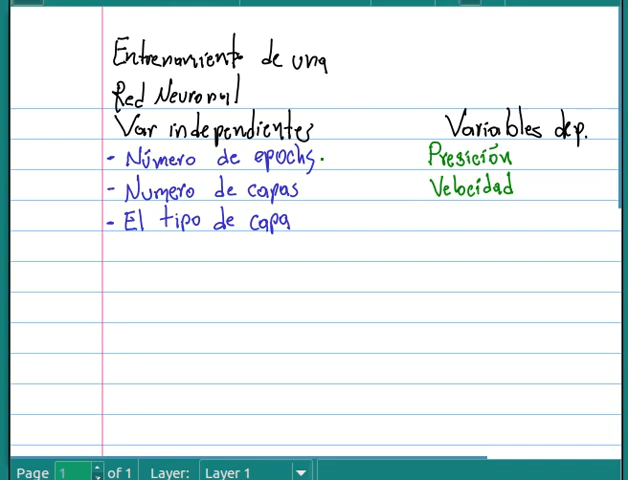 Entrenamiento de una
Red Neuronal
Var independientes Variables dep.
- Número de epochs. Presición
- Numero de capas Velocidad
- El tipo de capa
Page 1 of 1 Layer: Layer 1